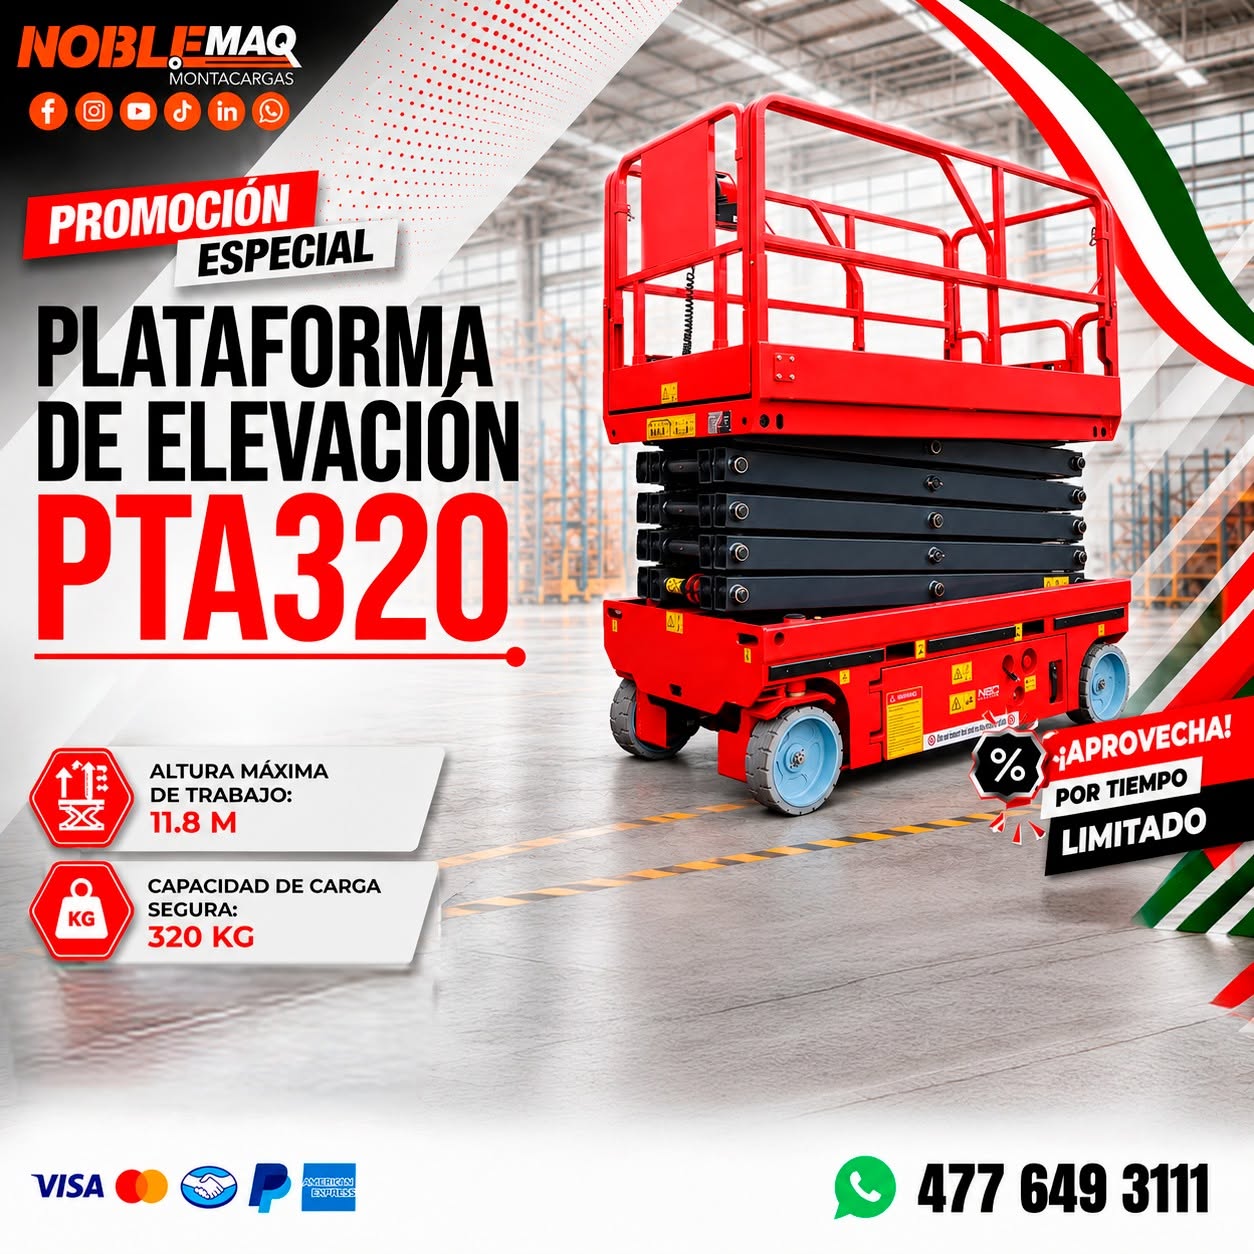 NOBLEMAQ
MONTACARGAS
PROMOCIÓN
ESPECIAL
PLATAFORMA
DE ELEVACIÓN
PTA320
ALTURA MÁXIMA
DE TRABAJO:
11.8 M
CAPACIDAD DE CARGA
SEGURA:
320 KG
KG
%
¡APROVECHA!
POR TIEMPO
LIMITADO
VISA
AMERICAN
EXPRESS
477 649 3111